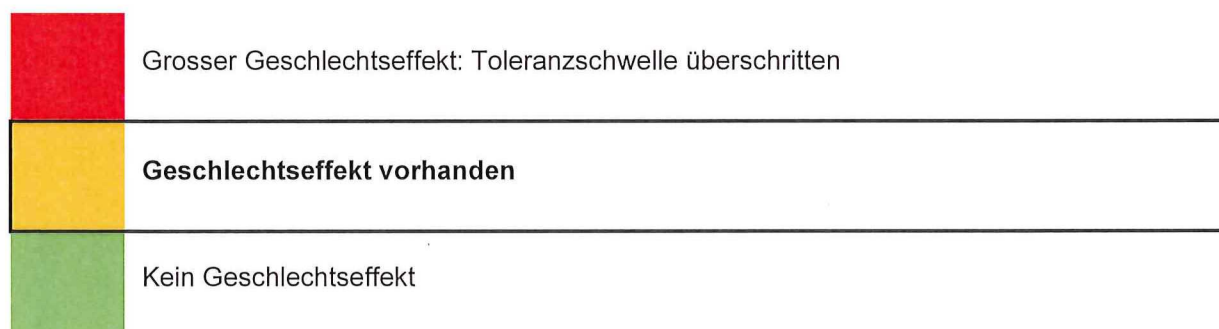 Grosser Geschlechtseffekt: Toleranzschwelle überschritten
Geschlechtseffekt vorhanden
Kein Geschlechtseffekt